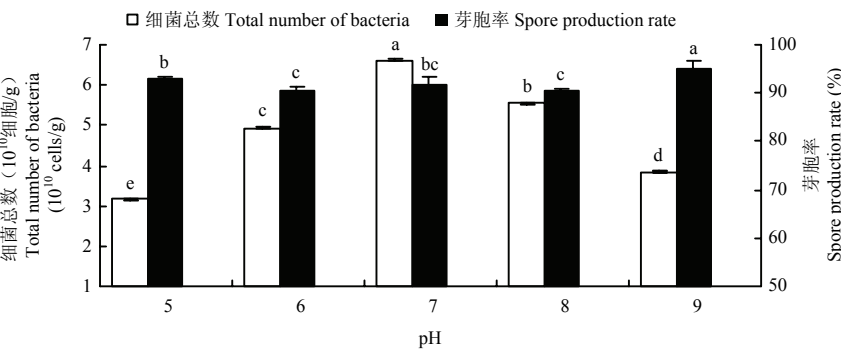 □ 细菌总数 Total number of bacteria ■ 芽胞率 Spore production rate
细菌总数（10¹⁰细胞/g）
Total number of bacteria
(10¹⁰ cells/g)
7
6
5
4
3
2
1
e
b
c
c
a
bc
b
c
d
a
100
90
80
70
60
50
芽胞率
Spore production rate (%)
5 6 7 8 9
pH